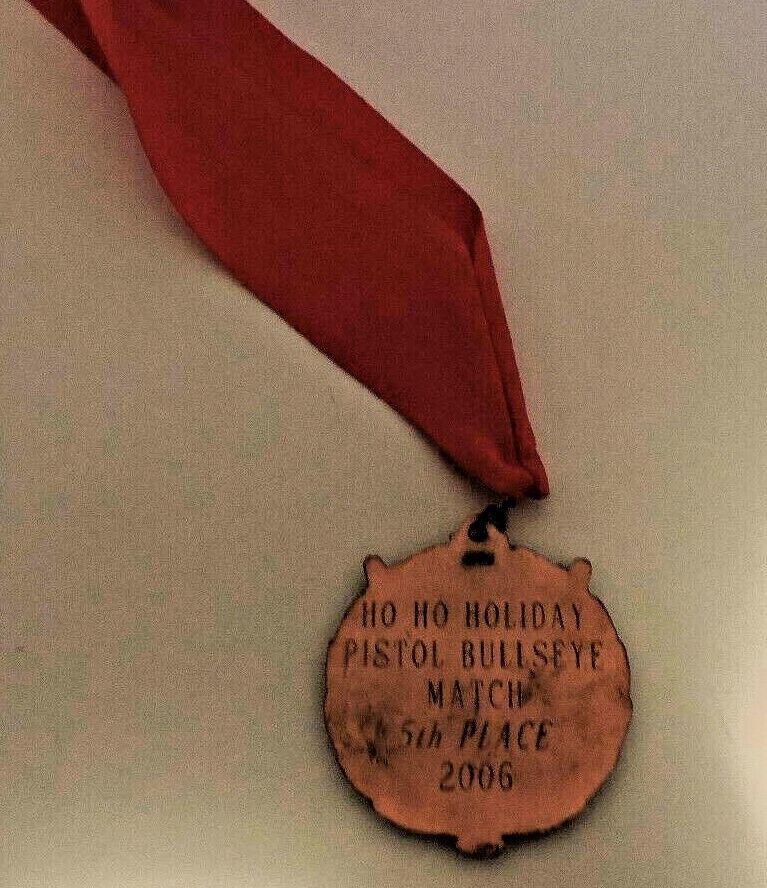 HO HO HOLIDAY
PISTOL BULLSEYE
MATCH
5th PLACE
2006